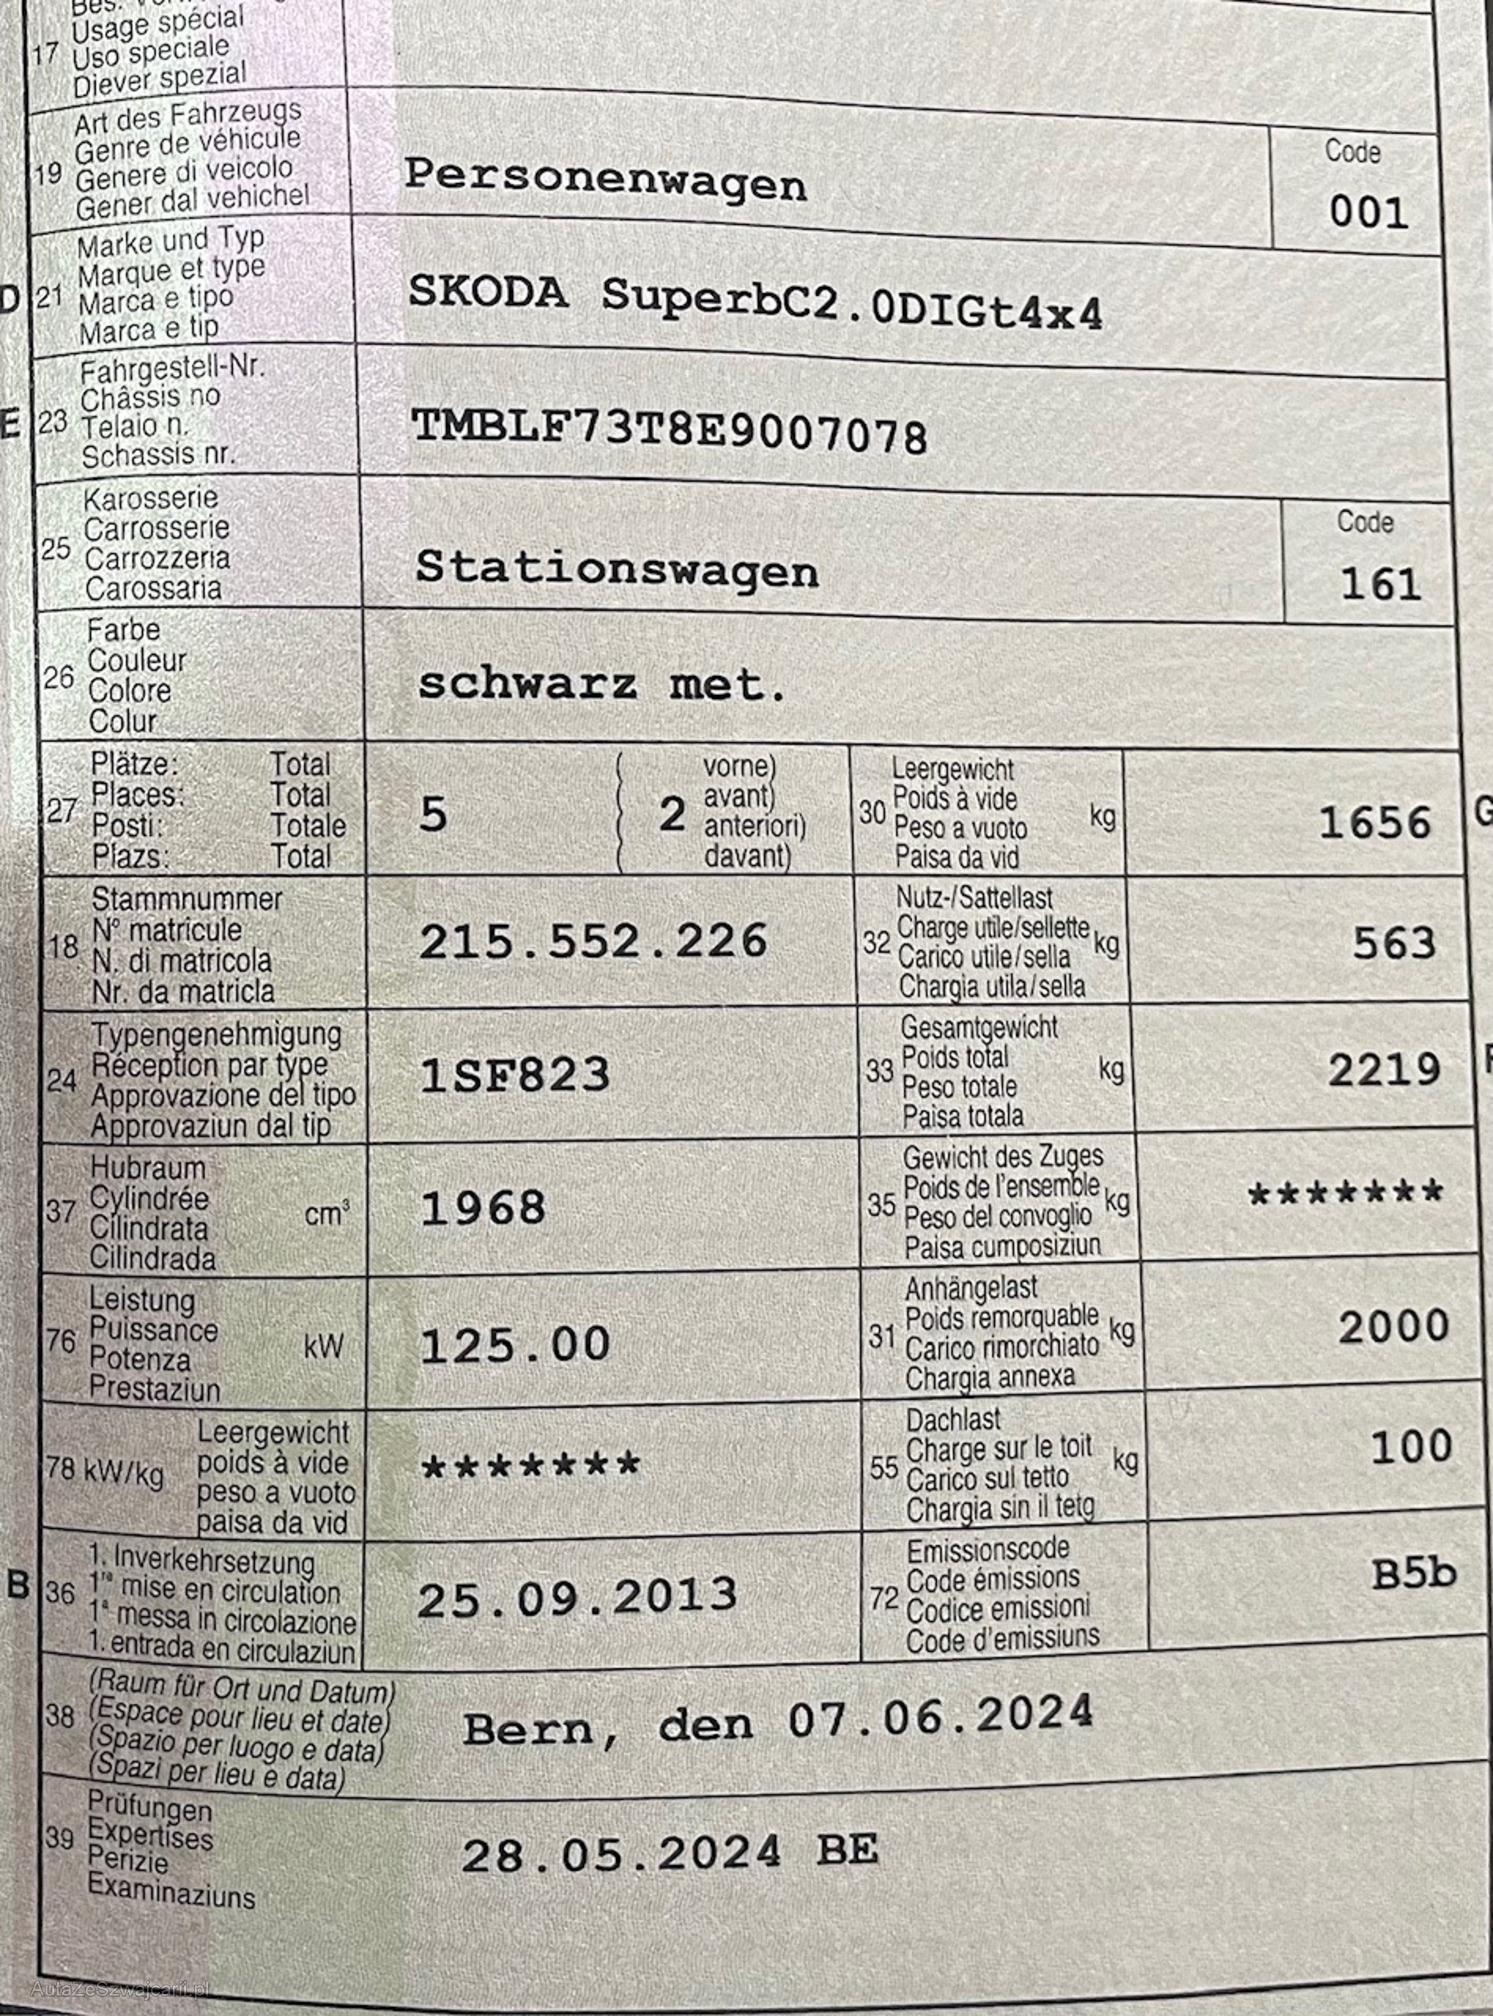 Usage spécial
17 Uso speciale
Diever spezial
Art des Fahrzeugs
Genre de véhicule
19 Genere di veicolo
Gener dal vehichel
Personenwagen
Code
001
Marke und Typ
Marque et type
D 21 Marca e tipo
Marca e tip
SKODA SuperbC2.0DIGt4x4
Fahrgestell-Nr.
Châssis no
E 23 Telaio n.
Schassis nr.
TMBLF73T8E9007078
Karosserie
Carrosserie
25 Carrozzeria
Carossaria
Stationswagen
Code
161
Farbe
Couleur
26 Colore
Colur
schwarz met.
Plätze: Total
Places: Total
27 Posti: Totale
Plazs: Total
5 ( 2 vorne)
avant)
anteriori)
davant)
Leergewicht
30 Poids à vide kg
Peso a vuoto
Paisa da vid
1656 G
Stammnummer
18 N° matricule
N. di matricola
Nr. da matricla
215.552.226
Nutz-/Sattellast
32 Charge utile/sellette kg
Carico utile/sella
Chargia utila/sella
563
Typengenehmigung
24 Réception par type
Approvazione del tipo
Approvaziun dal tip
1SF823
Gesamtgewicht
33 Poids total kg
Peso totale
Paisa totala
2219 F
Hubraum
37 Cylindrée cm³
Cilindrata
Cilindrada
1968
Gewicht des Zuges
35 Poids de l'ensemble kg
Peso del convoglio
Paisa cumposiziun
*******
Leistung
76 Puissance kW
Potenza
Prestaziun
125.00
Anhängelast
31 Poids remorquable kg
Carico rimorchiato
Chargia annexa
2000
Leergewicht
78 kW/kg poids à vide
peso a vuoto
paisa da vid
*******
Dachlast
55 Charge sur le toit kg
Carico sul tetto
Chargia sin il tetg
100
1. Inverkehrsetzung
B 36 1re mise en circulation
1a messa in circolazione
1. entrada en circulaziun
25.09.2013
Emissionscode
72 Code émissions
Codice emissioni
Code d'emissiuns
B5b
(Raum für Ort und Datum)
38 (Espace pour lieu et date)
(Spazio per luogo e data)
(Spazi per lieu e data)
Bern, den 07.06.2024
Prüfungen
39 Expertises
Perizie
Examinaziuns
28.05.2024 BE
AutazeSzwajcarii.pl